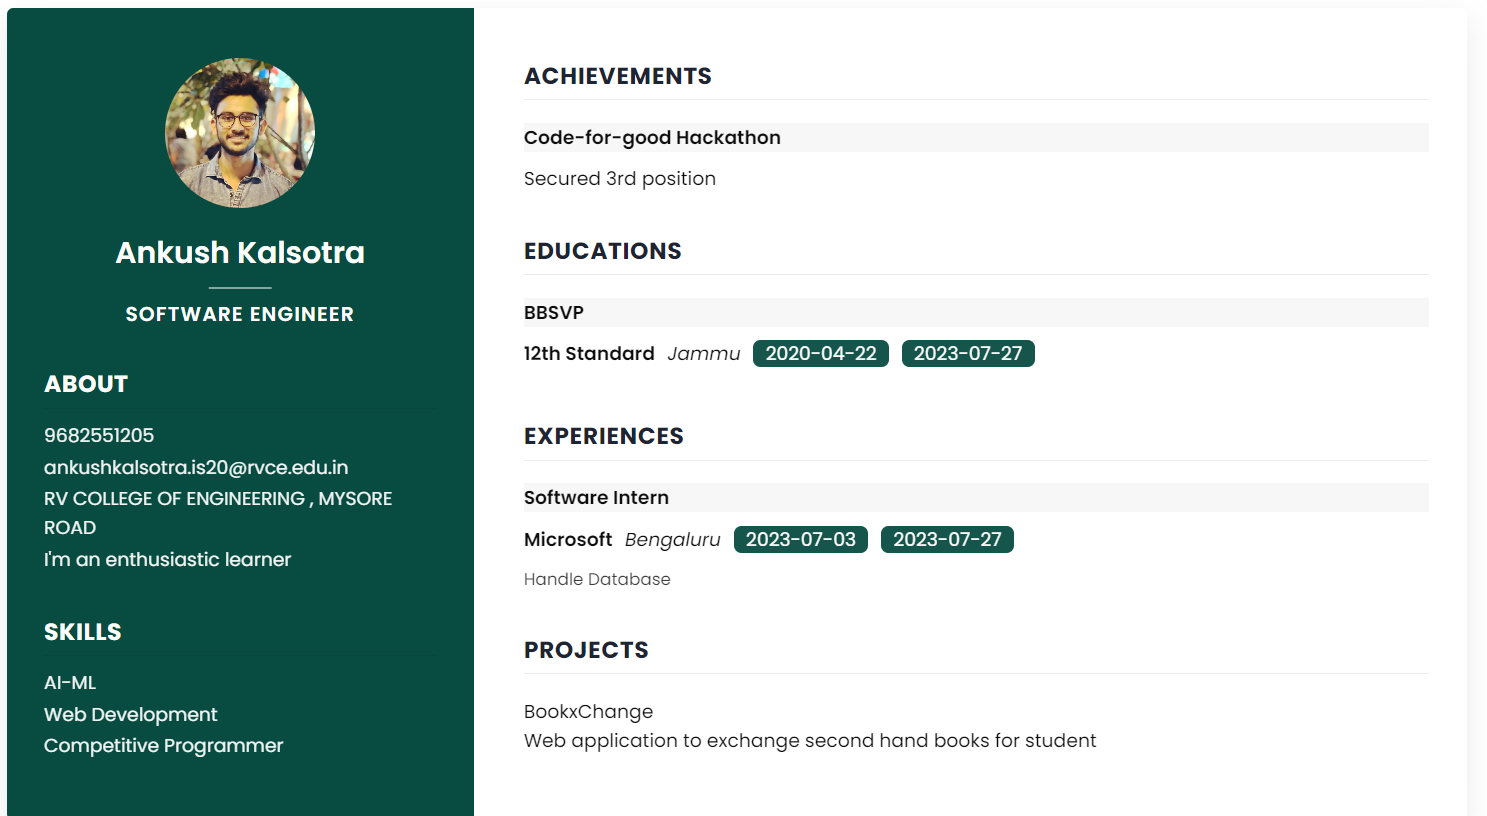 Ankush Kalsotra
SOFTWARE ENGINEER
ABOUT
9682551205
ankushkalsotra.is20@rvce.edu.in
RV COLLEGE OF ENGINEERING , MYSORE
ROAD
I'm an enthusiastic learner
SKILLS
AI-ML
Web Development
Competitive Programmer
ACHIEVEMENTS
Code-for-good Hackathon
Secured 3rd position
EDUCATIONS
BBSVP
12th Standard Jammu 2020-04-22 2023-07-27
EXPERIENCES
Software Intern
Microsoft Bengaluru 2023-07-03 2023-07-27
Handle Database
PROJECTS
BookxChange
Web application to exchange second hand books for student